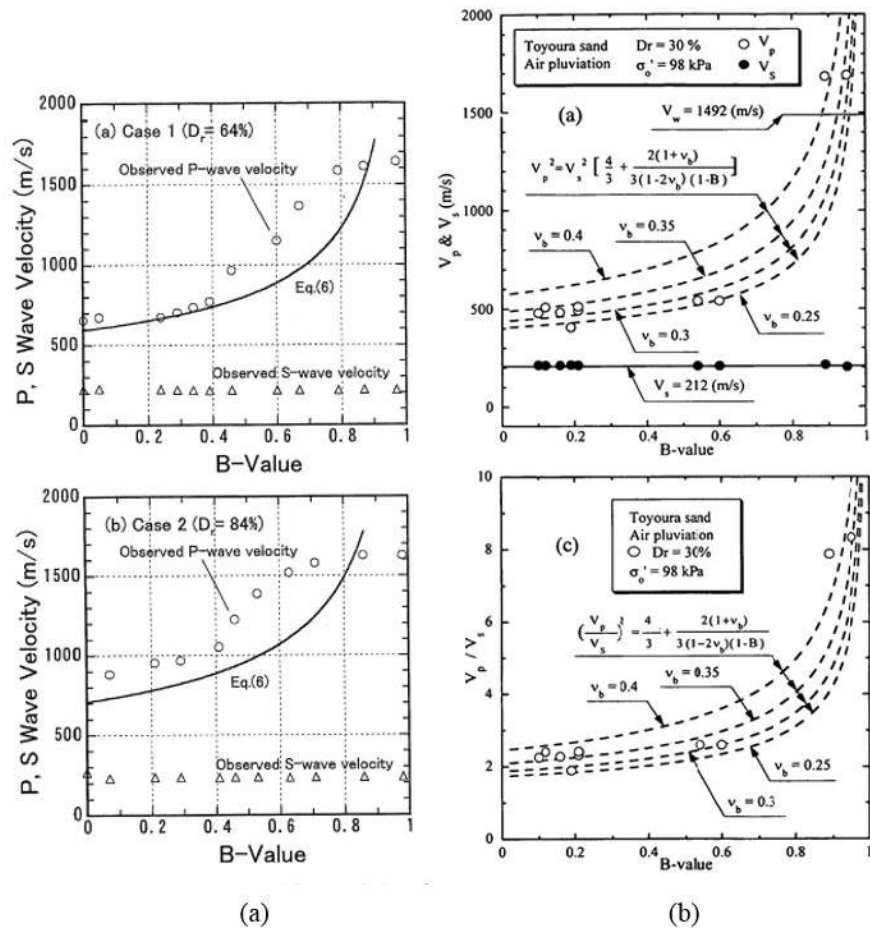 (a) Case 1 (Dr= 64%)
Observed P-wave velocity
Eq.(6)
Observed S-wave velocity
P, S Wave Velocity (m/s)
2000
1500
1000
500
0
0 0.2 0.4 0.6 0.8 1
B-Value
(b) Case 2 (Dr= 84%)
Observed P-wave velocity
Eq.(6)
Observed S-wave velocity
P, S Wave Velocity (m/s)
2000
1500
1000
500
0
0 0.2 0.4 0.6 0.8 1
B-Value
(a)
Toyoura sand Dr = 30 % ○ Vp
Air pluviation σo' = 98 kPa ● VS
(a)
Vw = 1492 (m/s)
Vp²=Vs² [ 4/3 + 2(1+νb)/3(1-2νb)(1-B) ]
νb = 0.35
νb = 0.4
νb = 0.25
νb = 0.3
Vs = 212 (m/s)
Vp & Vs (m/s)
2000
1500
1000
500
0
0 0.2 0.4 0.6 0.8 1
B-value
Toyoura sand
Air pluviation
○ Dr = 30%
σo' = 98 kPa
(c)
(Vp/VS)² = 4/3 + 2(1+νb)/3(1-2νb)(1-B)
νb = 0.35
νb = 0.4
νb = 0.25
νb = 0.3
Vp / Vs
10
8
6
4
2
0
0 0.2 0.4 0.6 0.8 1
B-value
(b)